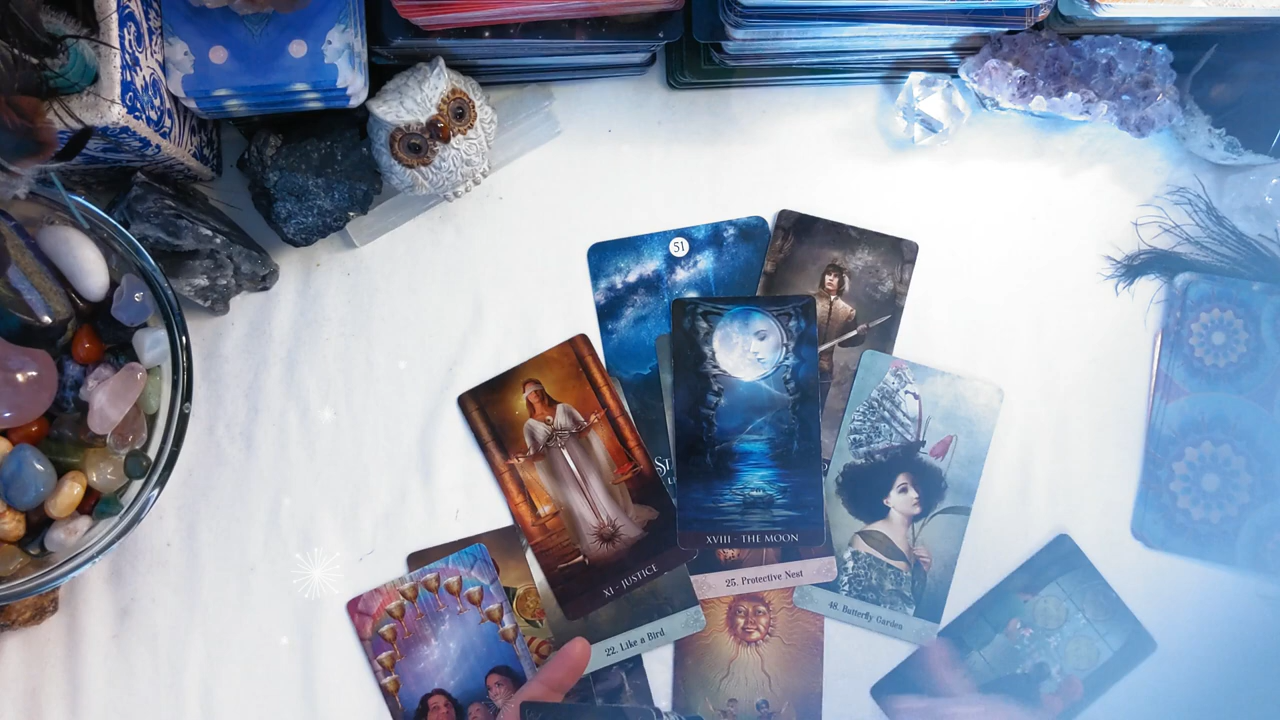 51
XVIII · THE MOON
XI · JUSTICE
25. Protective Nest
48. Butterfly Garden
22. Like a Bird